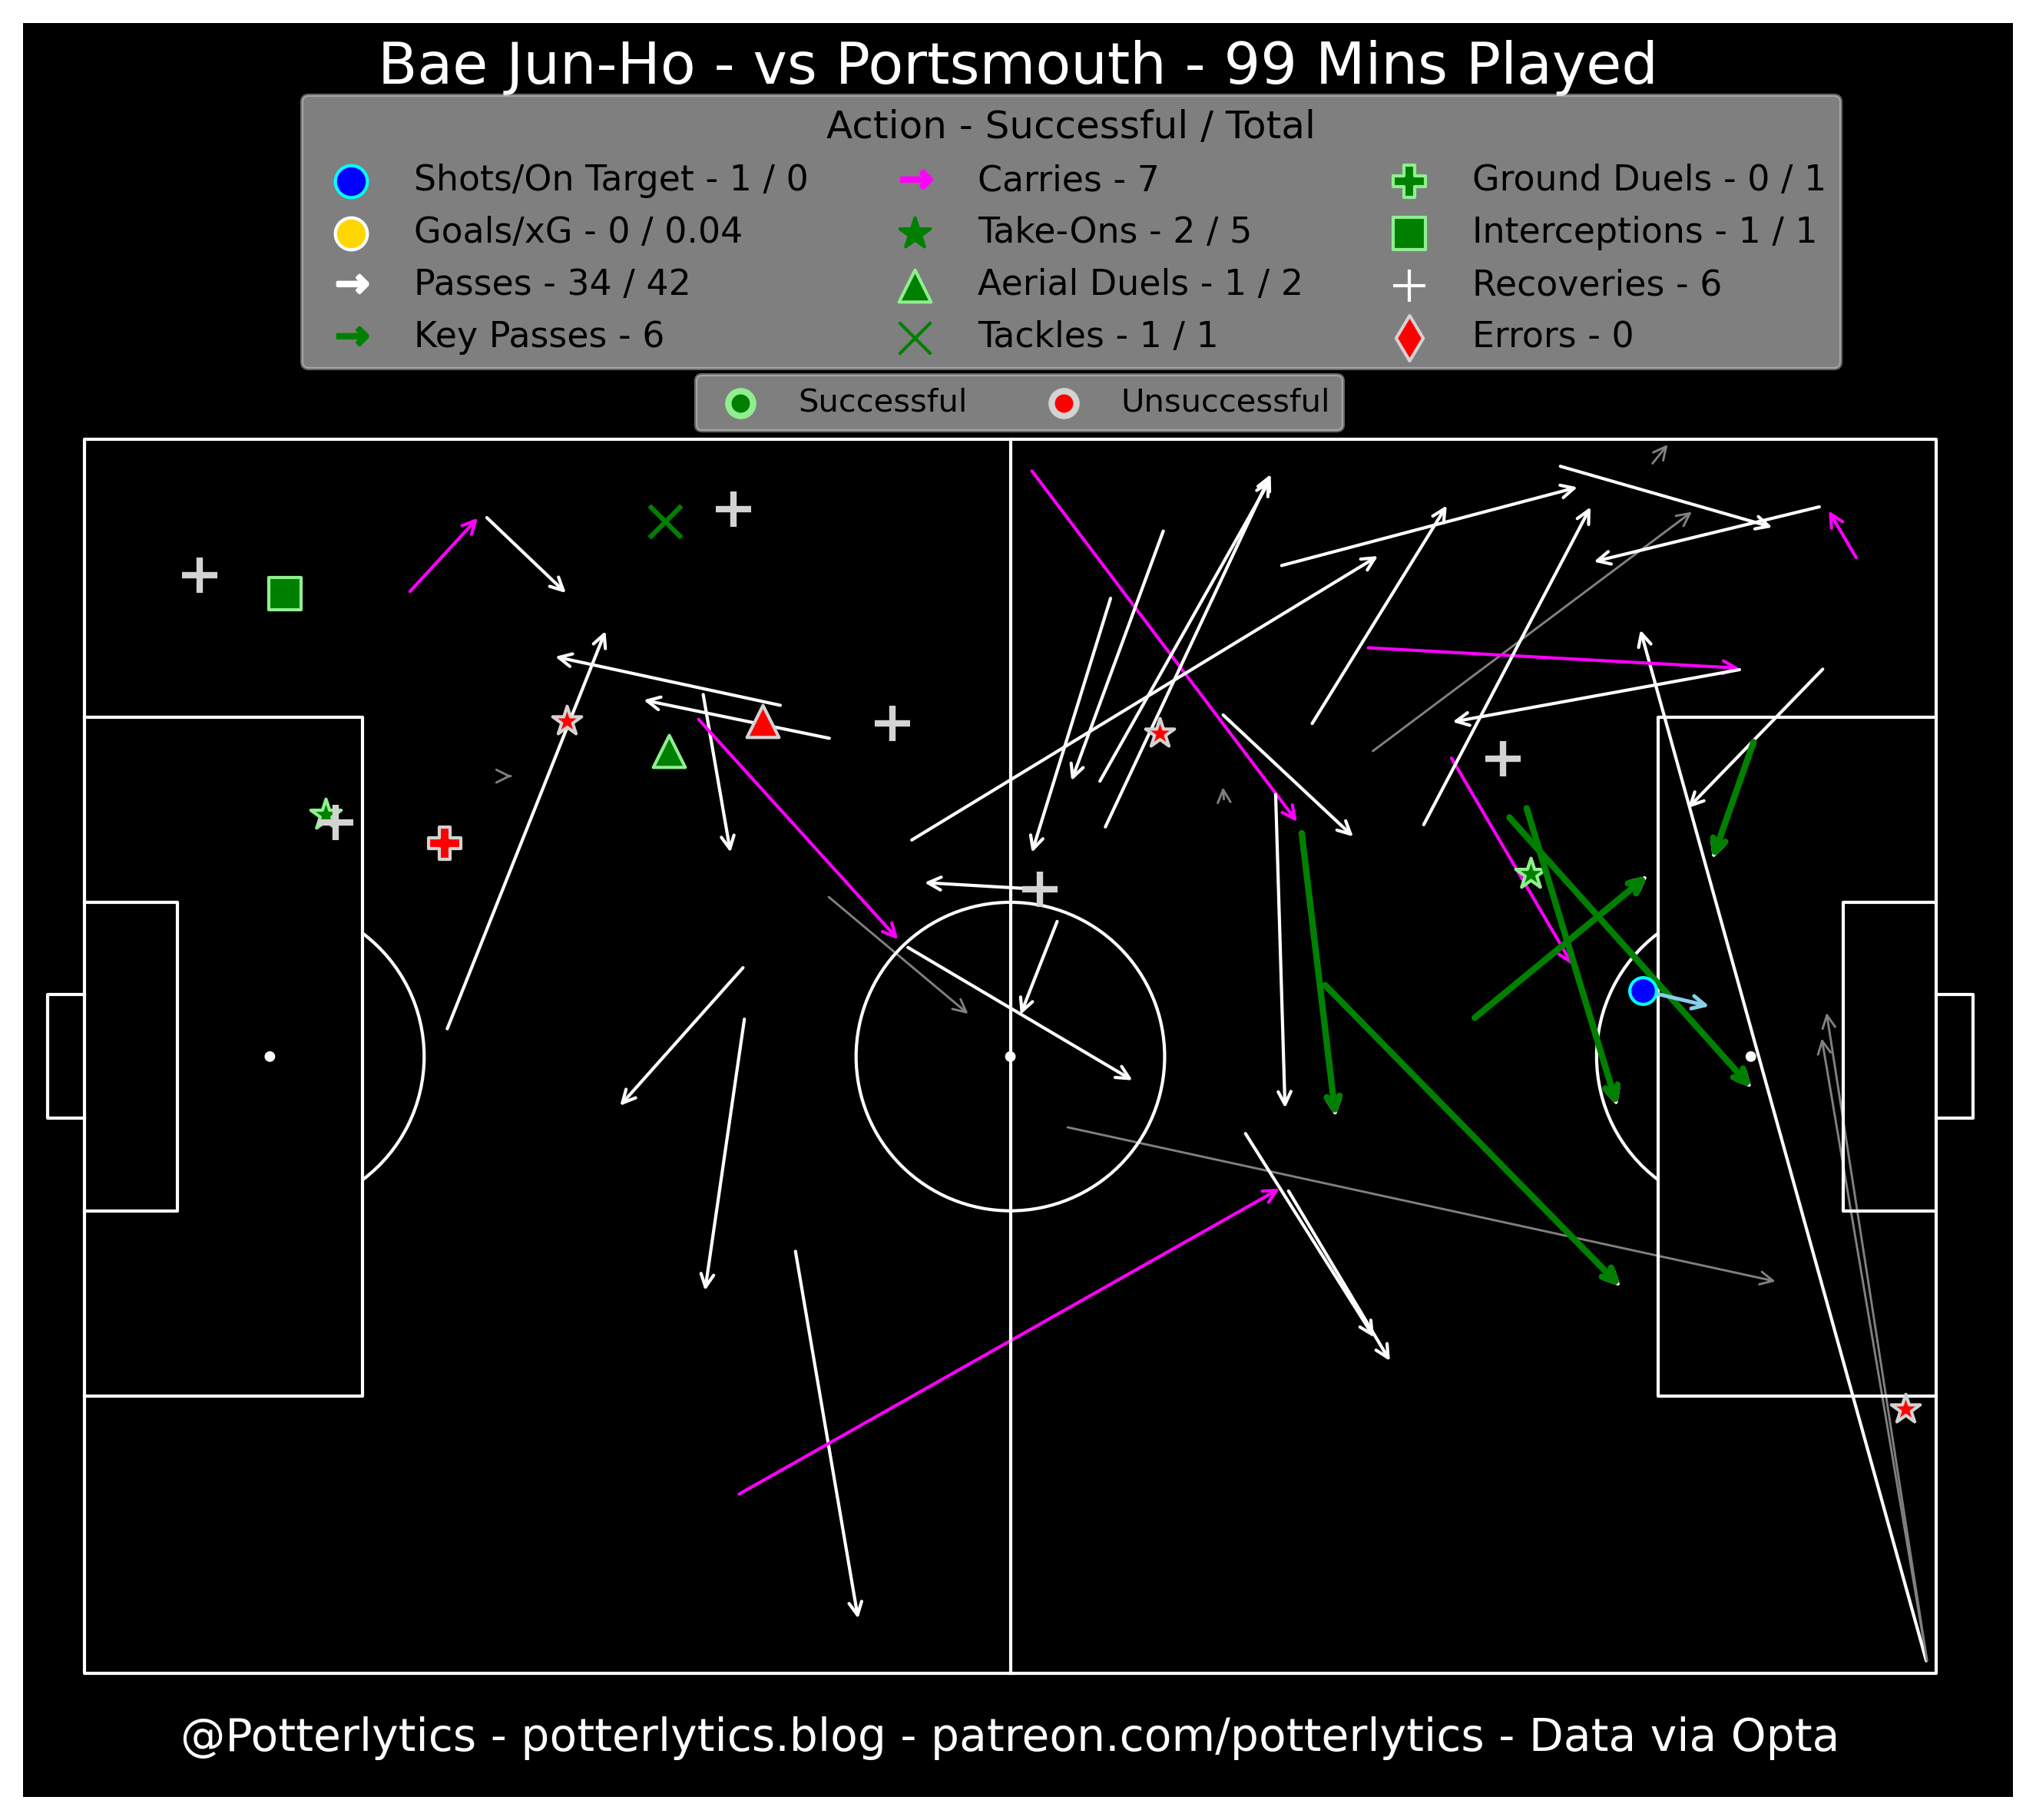 Bae Jun-Ho - vs Portsmouth - 99 Mins Played
Action - Successful / Total
Shots/On Target - 1 / 0
Goals/xG - 0 / 0.04
Passes - 34 / 42
Key Passes - 6
Carries - 7
Take-Ons - 2 / 5
Aerial Duels - 1 / 2
Tackles - 1 / 1
Ground Duels - 0 / 1
Interceptions - 1 / 1
Recoveries - 6
Errors - 0
Successful
Unsuccessful
@Potterlytics - potterlytics.blog - patreon.com/potterlytics - Data via Opta